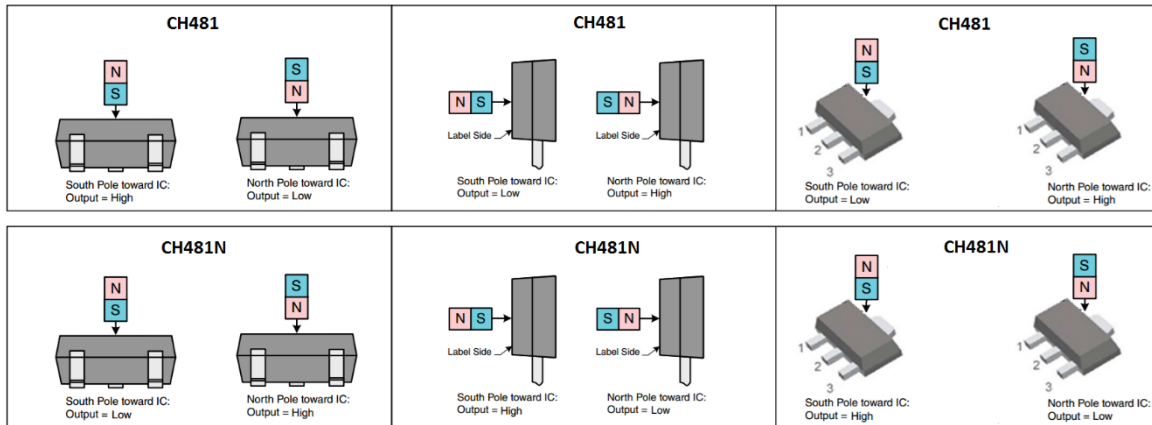 CH481
N
S
S
N
South Pole toward IC:
Output = High
North Pole toward IC:
Output = Low
CH481
N S
S N
Label Side
Label Side
South Pole toward IC:
Output = Low
North Pole toward IC:
Output = High
CH481
N
S
S
N
1
2
3
1
2
3
South Pole toward IC:
Output = Low
North Pole toward IC:
Output = High
CH481N
N
S
S
N
South Pole toward IC:
Output = Low
North Pole toward IC:
Output = High
CH481N
N S
S N
Label Side
Label Side
South Pole toward IC:
Output = High
North Pole toward IC:
Output = Low
CH481N
N
S
S
N
1
2
3
1
2
3
South Pole toward IC:
Output = High
North Pole toward IC:
Output = Low